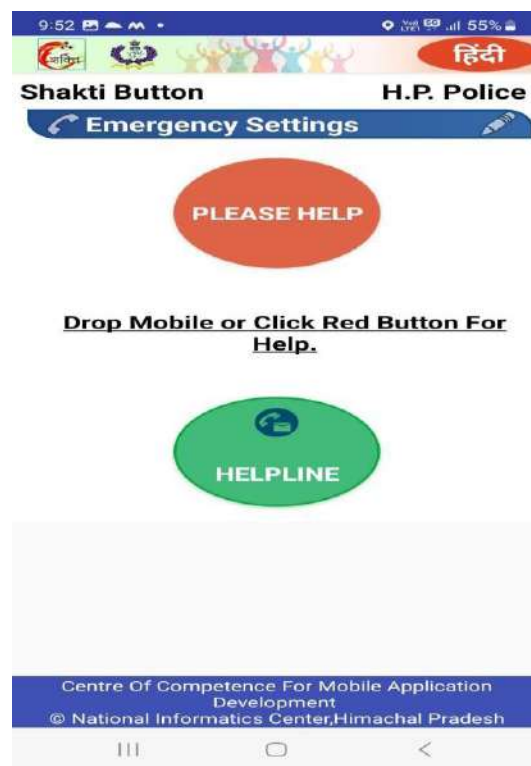 9:52
55%
हिंदी
Shakti Button
H.P. Police
Emergency Settings
PLEASE HELP
Drop Mobile or Click Red Button For
Help.
HELPLINE
Centre Of Competence For Mobile Application
Development
© National Informatics Center,Himachal Pradesh